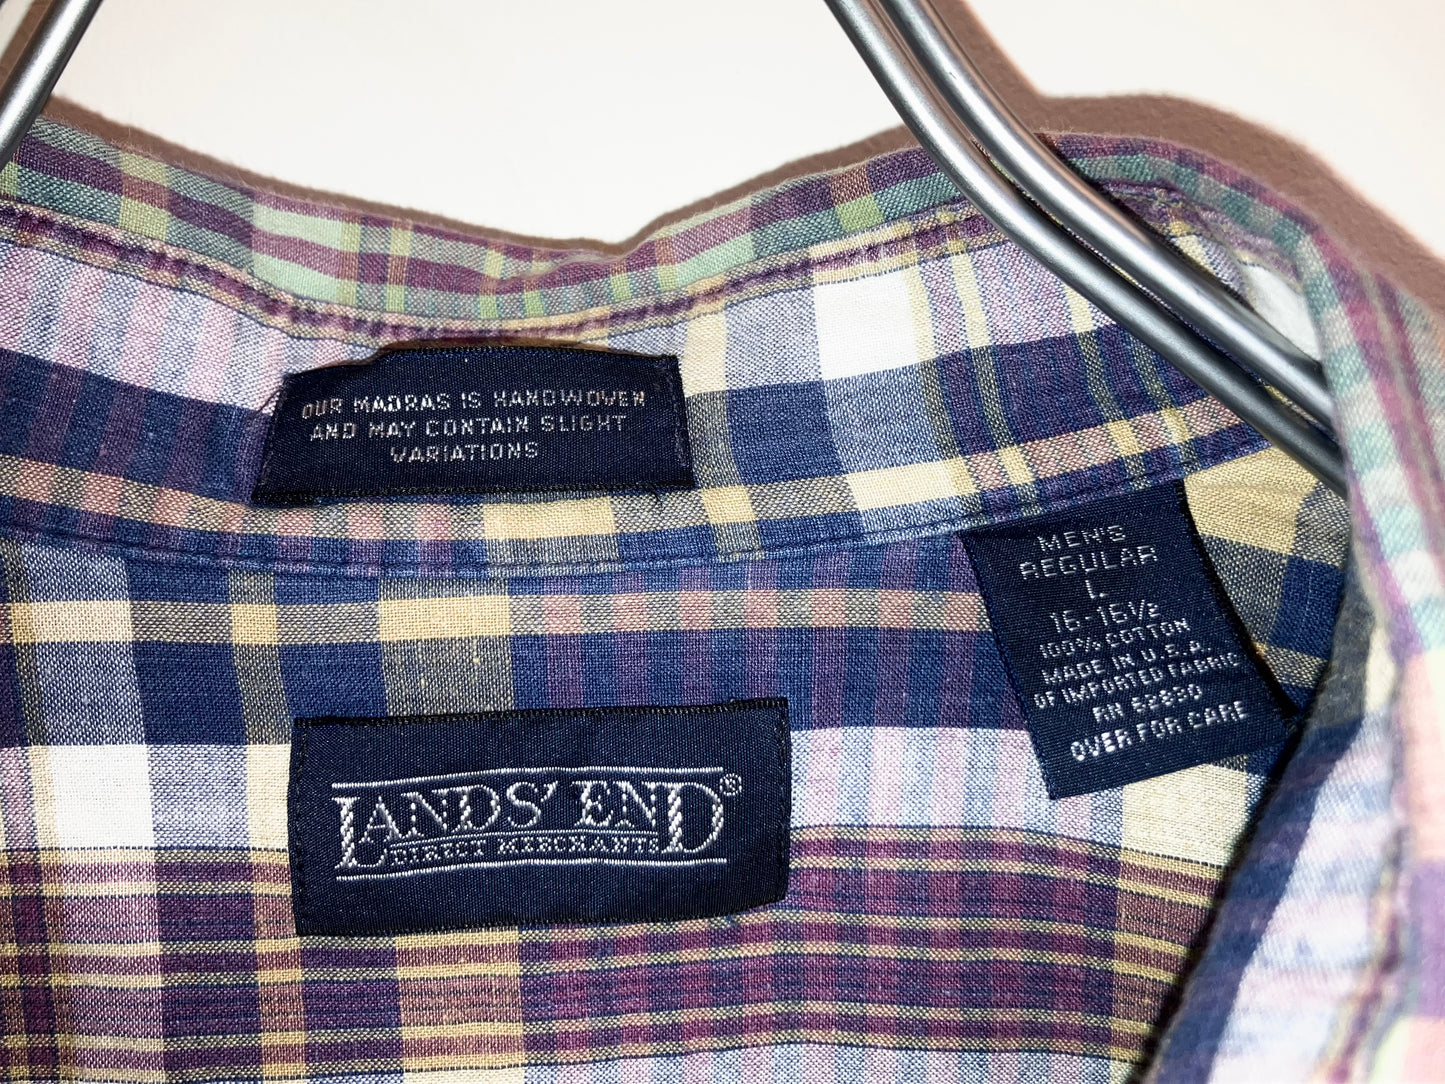 OUR MADRAS IS HANDWOVEN
AND MAY CONTAIN SLIGHT
VARIATIONS
MEN'S
REGULAR
L
16-16½
100% COTTON
MADE IN U.S.A.
OF IMPORTED FABRIC
RN 62830
OVER FOR CARE
LANDS' END®
DIRECT MERCHANTS